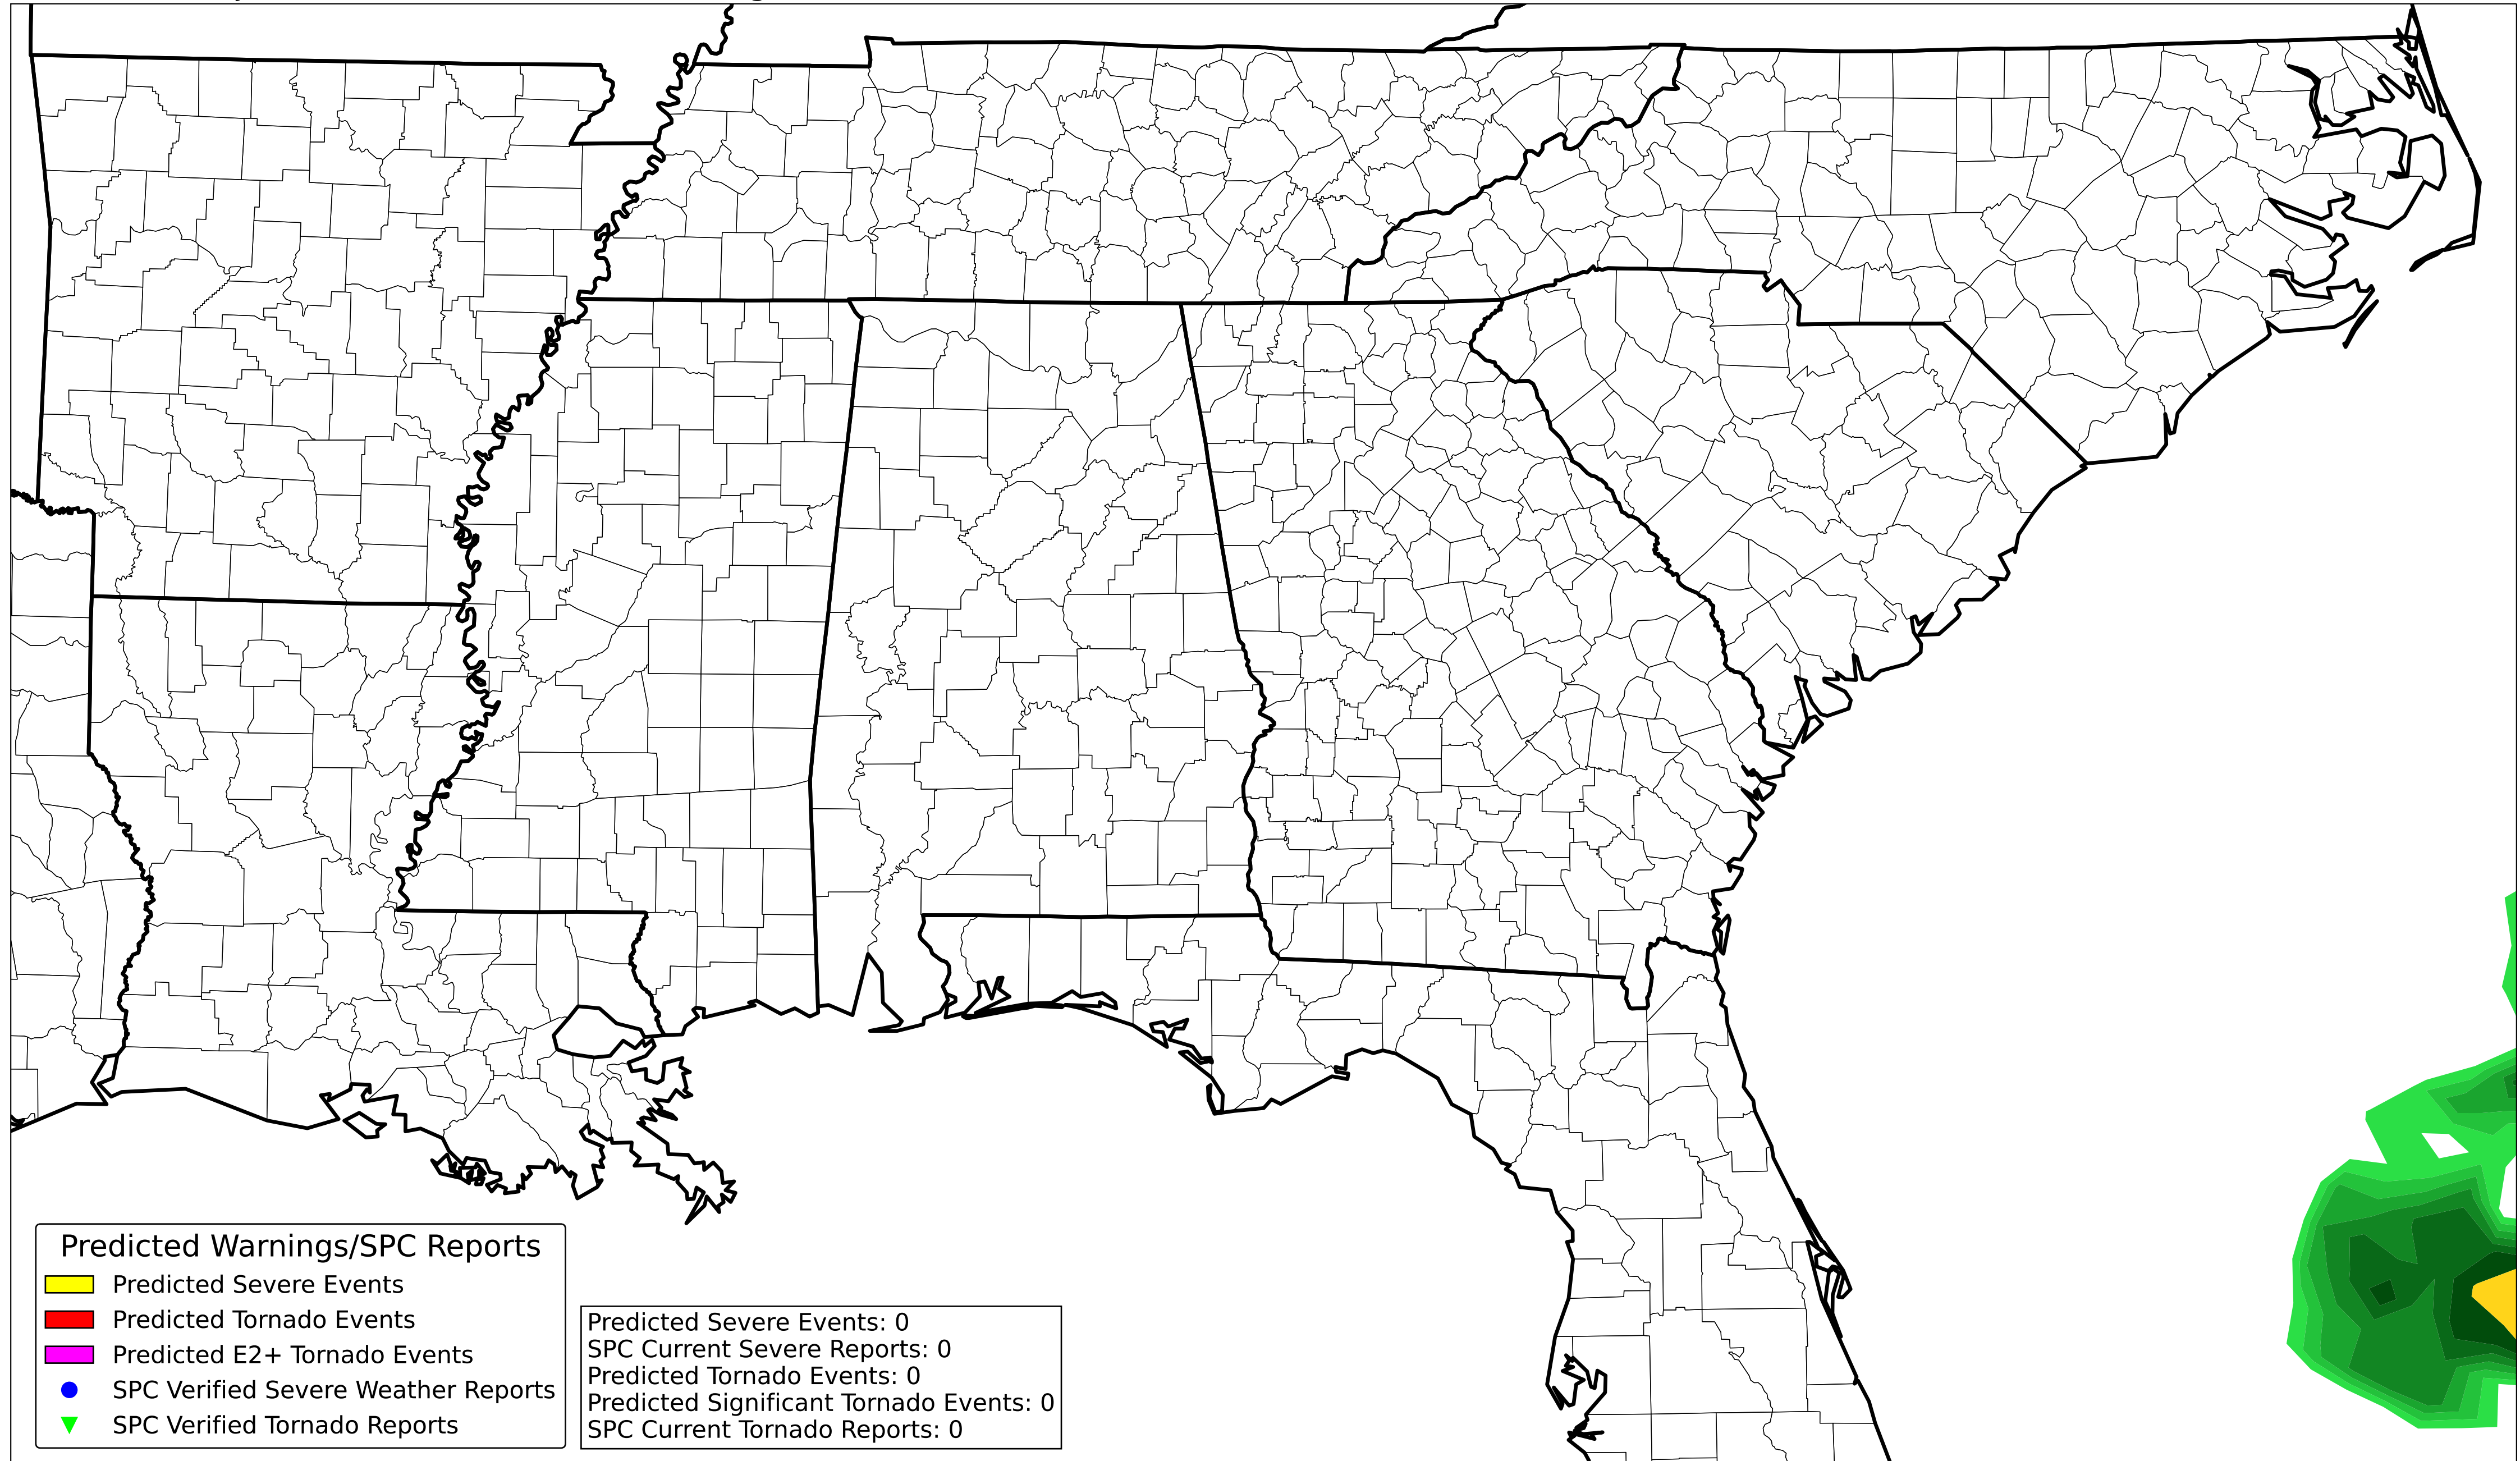 Predicted Warnings/SPC Reports
Predicted Severe Events
Predicted Tornado Events
Predicted E2+ Tornado Events
SPC Verified Severe Weather Reports
SPC Verified Tornado Reports
Predicted Severe Events: 0
SPC Current Severe Reports: 0
Predicted Tornado Events: 0
Predicted Significant Tornado Events: 0
SPC Current Tornado Reports: 0